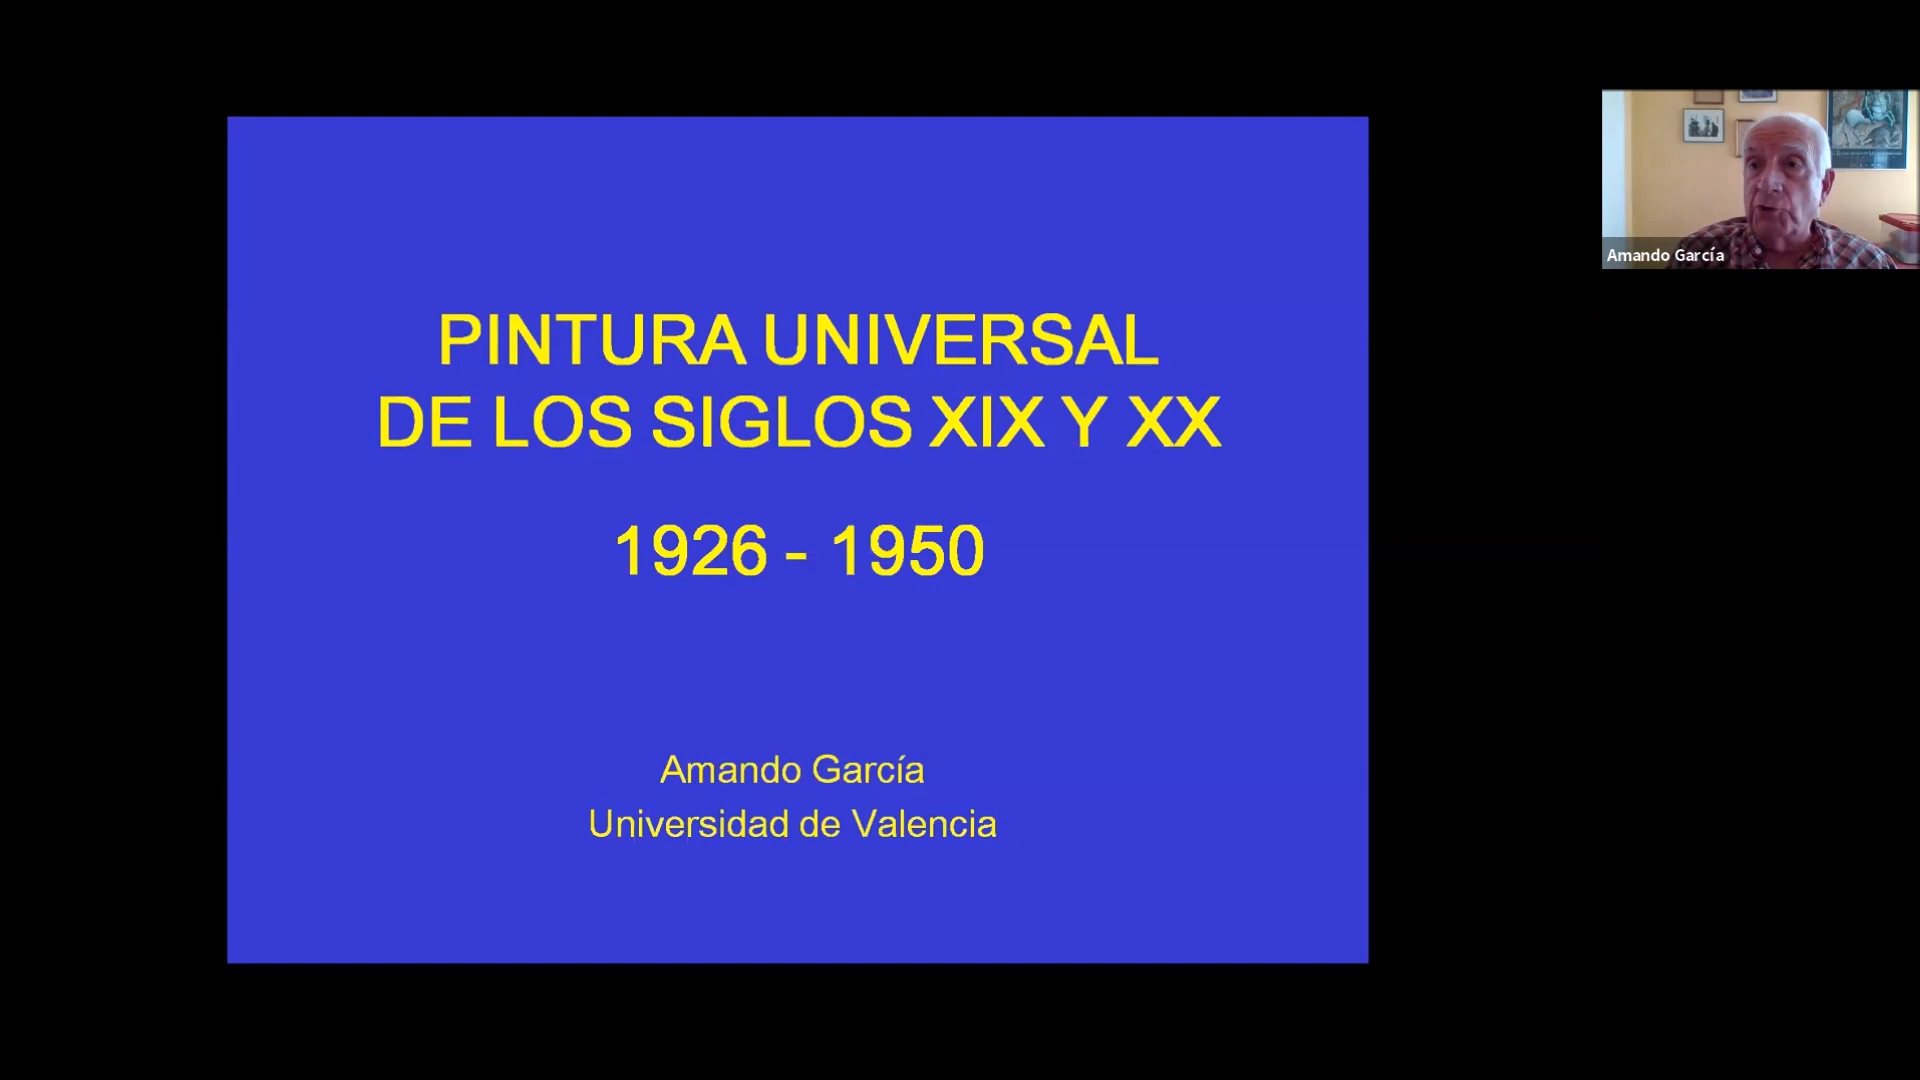 PINTURA UNIVERSAL
DE LOS SIGLOS XIX Y XX
1926 - 1950
Amando García
Universidad de Valencia
Amando García